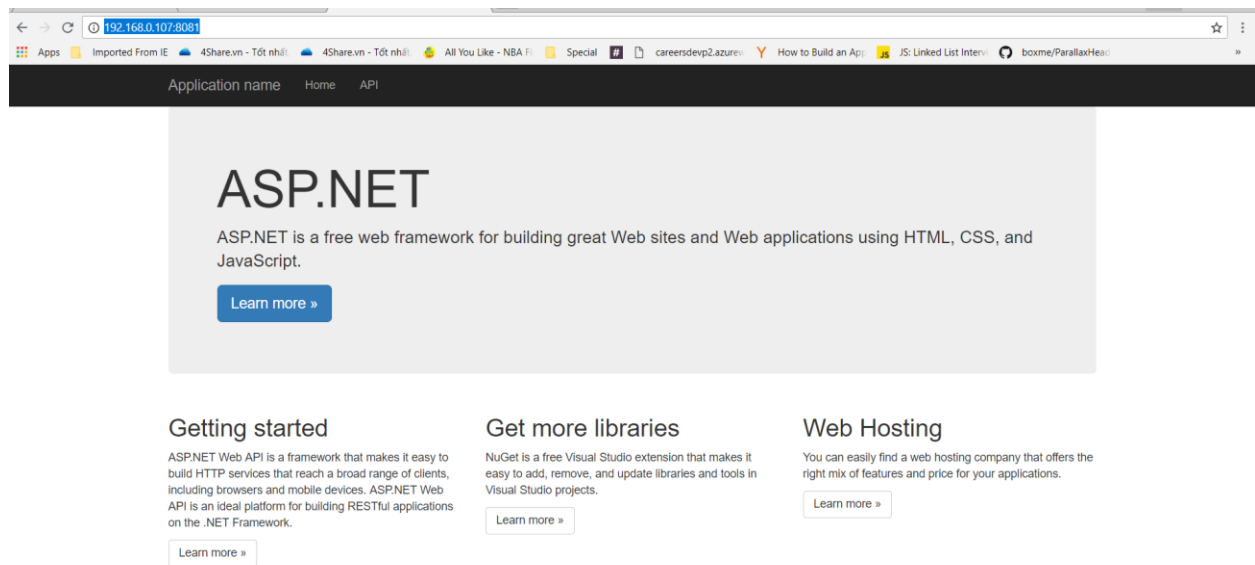 192.168.0.107:8081
Apps Imported From IE 4Share.vn - Tốt nhất 4Share.vn - Tốt nhất All You Like - NBA Special # careersdevp2.azurew Y How to Build an App JS JS: Linked List Interv boxme/ParallaxHead »
Application name Home API
ASP.NET
ASP.NET is a free web framework for building great Web sites and Web applications using HTML, CSS, and
JavaScript.
Learn more »
Getting started
ASP.NET Web API is a framework that makes it easy to
build HTTP services that reach a broad range of clients,
including browsers and mobile devices. ASP.NET Web
API is an ideal platform for building RESTful applications
on the .NET Framework.
Learn more »
Get more libraries
NuGet is a free Visual Studio extension that makes it
easy to add, remove, and update libraries and tools in
Visual Studio projects.
Learn more »
Web Hosting
You can easily find a web hosting company that offers the
right mix of features and price for your applications.
Learn more »